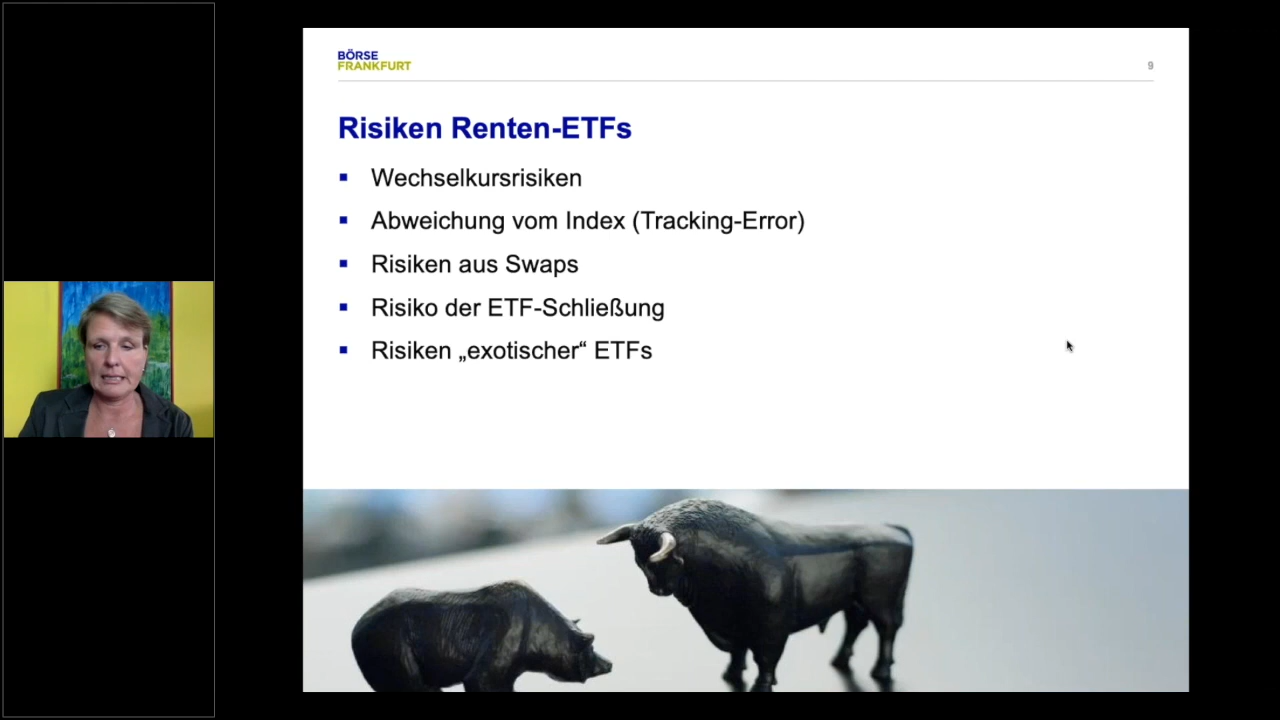 BÖRSE
FRANKFURT
9
Risiken Renten-ETFs
Wechselkursrisiken
Abweichung vom Index (Tracking-Error)
Risiken aus Swaps
Risiko der ETF-Schließung
Risiken „exotischer“ ETFs